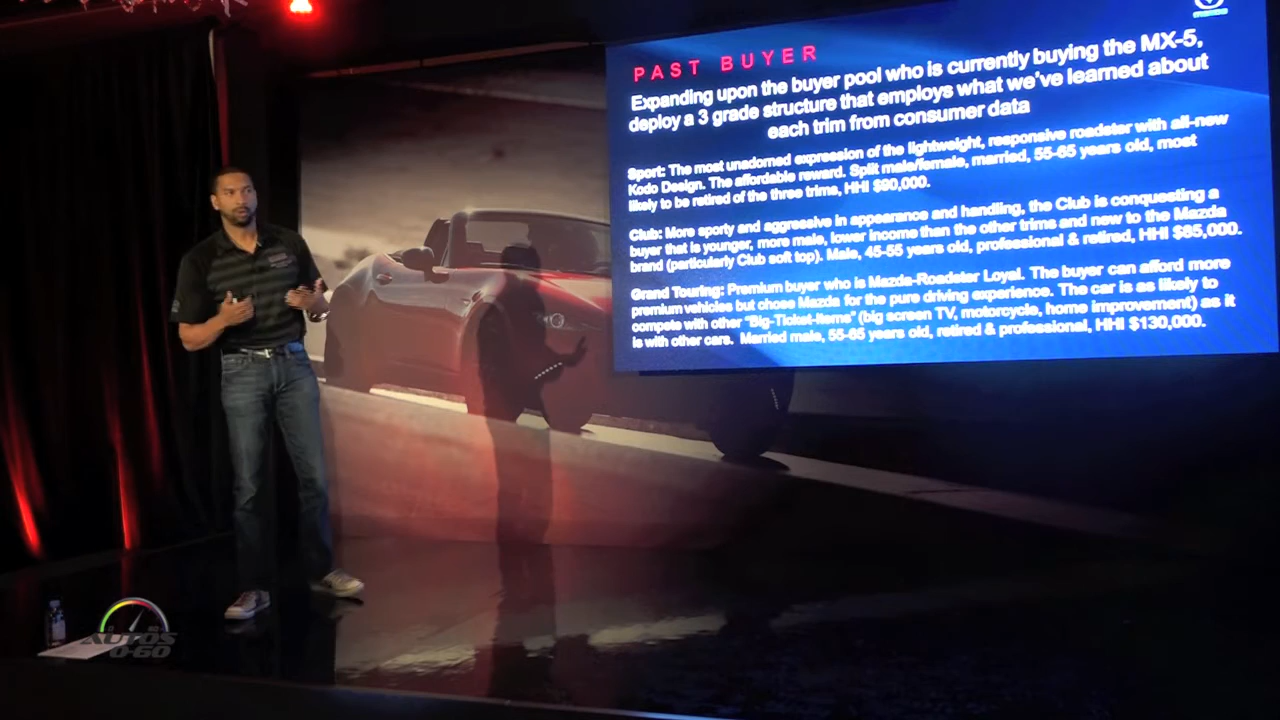 PAST BUYER
Expanding upon the buyer pool who is currently buying the MX-5,
deploy a 3 grade structure that employs what we've learned about
each trim from consumer data
Sport: The most unadorned expression of the lightweight, responsive roadster with all-new
Kodo Design. The affordable reward. Split male/female, married, 55-65 years old, most
likely to be retired of the three trims, HHI $90,000.
Club: More sporty and aggressive in appearance and handling, the Club is conquesting a
buyer that is younger, more male, lower income than the other trims and new to the Mazda
brand (particularly Club soft top). Male, 45-55 years old, professional & retired, HHI $85,000.
Grand Touring: Premium buyer who is Mazda-Roadster Loyal. The buyer can afford more
premium vehicles but chose Mazda for the pure driving experience. The car is as likely to
compete with other "Big-Ticket-Items" (big screen TV, motorcycle, home improvement) as it
is with other cars. Married male, 55-65 years old, retired & professional, HHI $130,000.
AUTOS
0-60